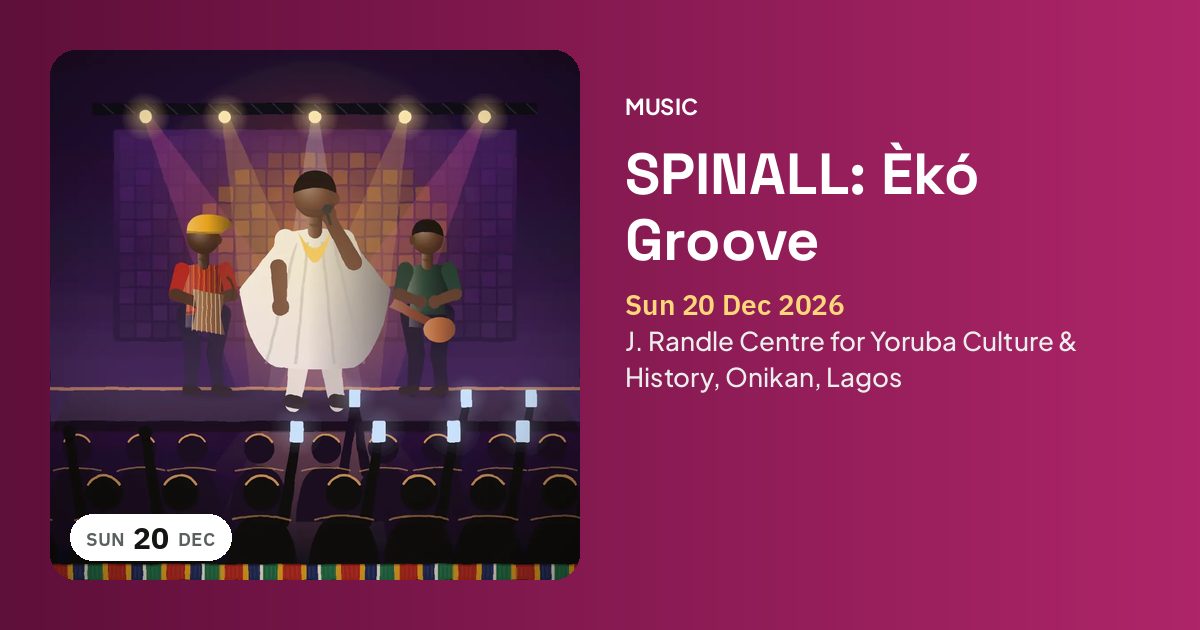 MUSIC
SPINALL: Èkó
Groove
Sun 20 Dec 2026
J. Randle Centre for Yoruba Culture &
History, Onikan, Lagos
SUN 20 DEC